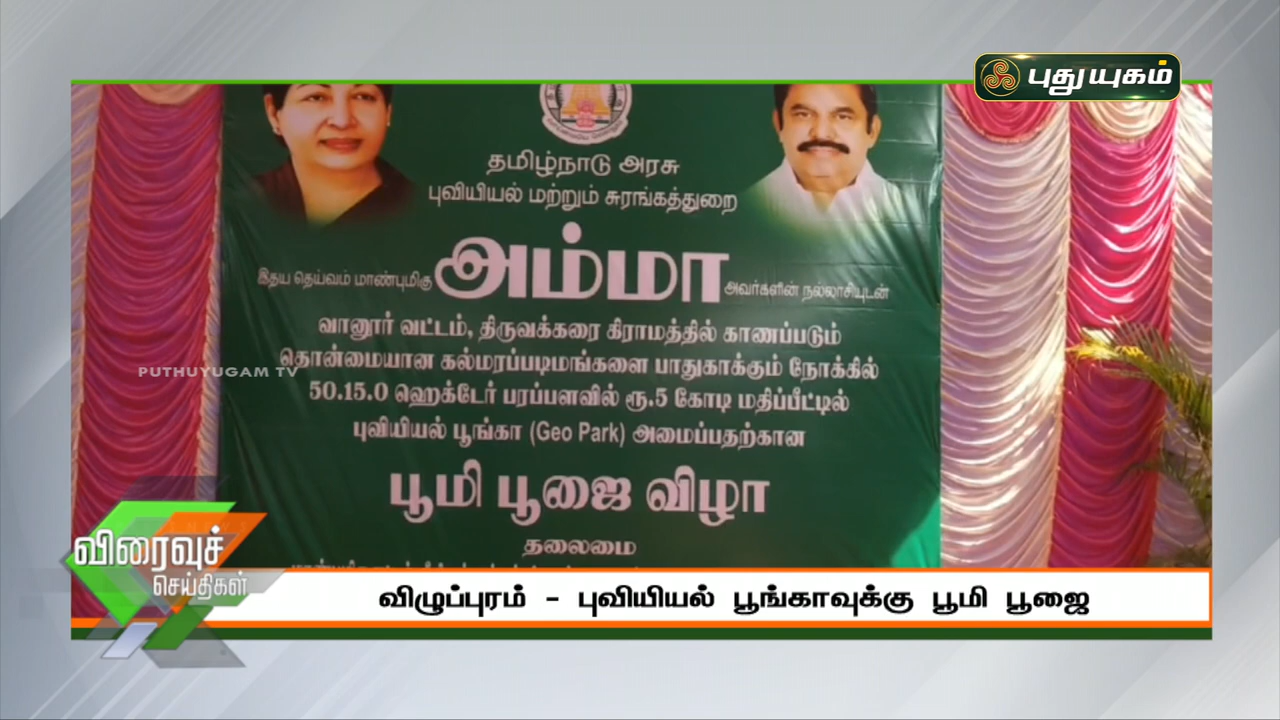 புதுயுகம்
தமிழ்நாடு அரசு
புவியியல் மற்றும் சுரங்கத்துறை
இதய தெய்வம் மாண்புமிகு அம்மா அவர்களின் நல்லாசியுடன்
வானூர் வட்டம், திருவக்கரை கிராமத்தில் காணப்படும்
தொன்மையான கல்மரப்படிமங்களை பாதுகாக்கும் நோக்கில்
PUTHUYUGAM TV
50.15.0 ஹெக்டேர் பரப்பளவில் ரூ.5 கோடி மதிப்பீட்டில்
புவியியல் பூங்கா (Geo Park) அமைப்பதற்கான
பூமி பூஜை விழா
தலைமை
விரைவுச்
செய்திகள்
விழுப்புரம் - புவியியல் பூங்காவுக்கு பூமி பூஜை